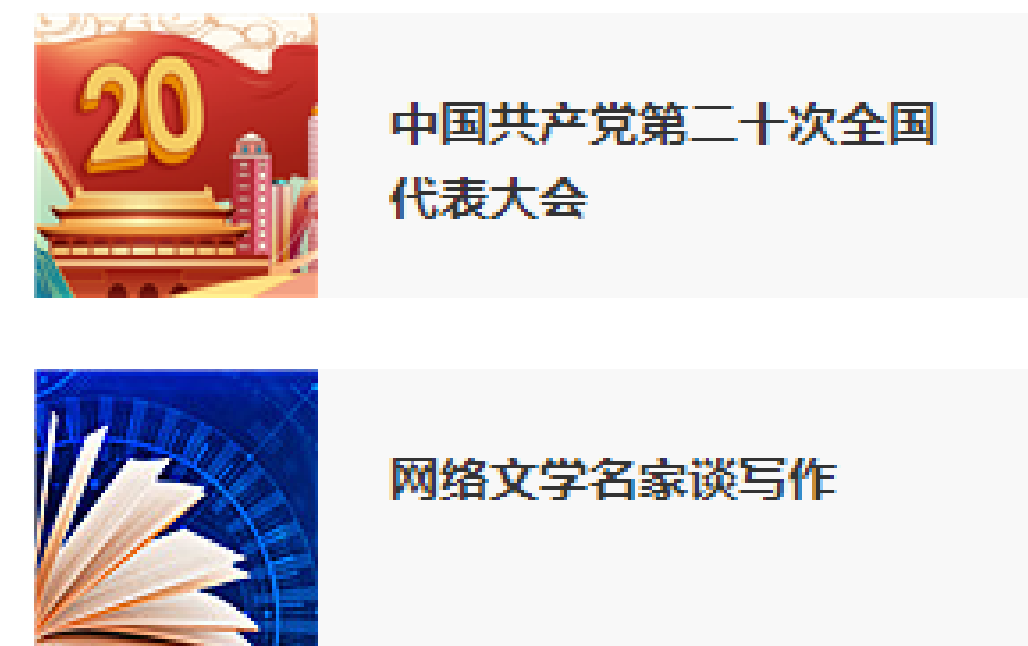 20
中国共产党第二十次全国
代表大会
网络文学名家谈写作